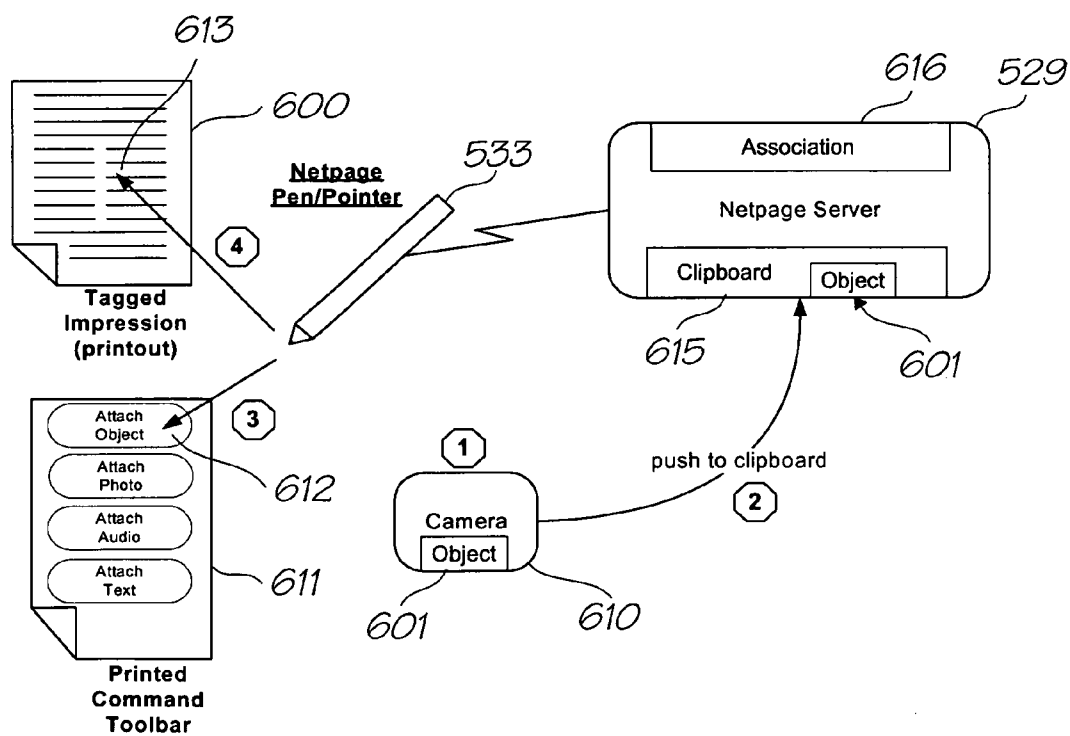 613
600
616
529
Association
Netpage
Pen/Pointer
533
Netpage Server
4
Clipboard
Object
Tagged
Impression
(printout)
615
601
3
Attach
Object
612
Attach
Photo
1
push to clipboard
2
Attach
Audio
Camera
Object
Attach
Text
611
601
610
Printed
Command
Toolbar